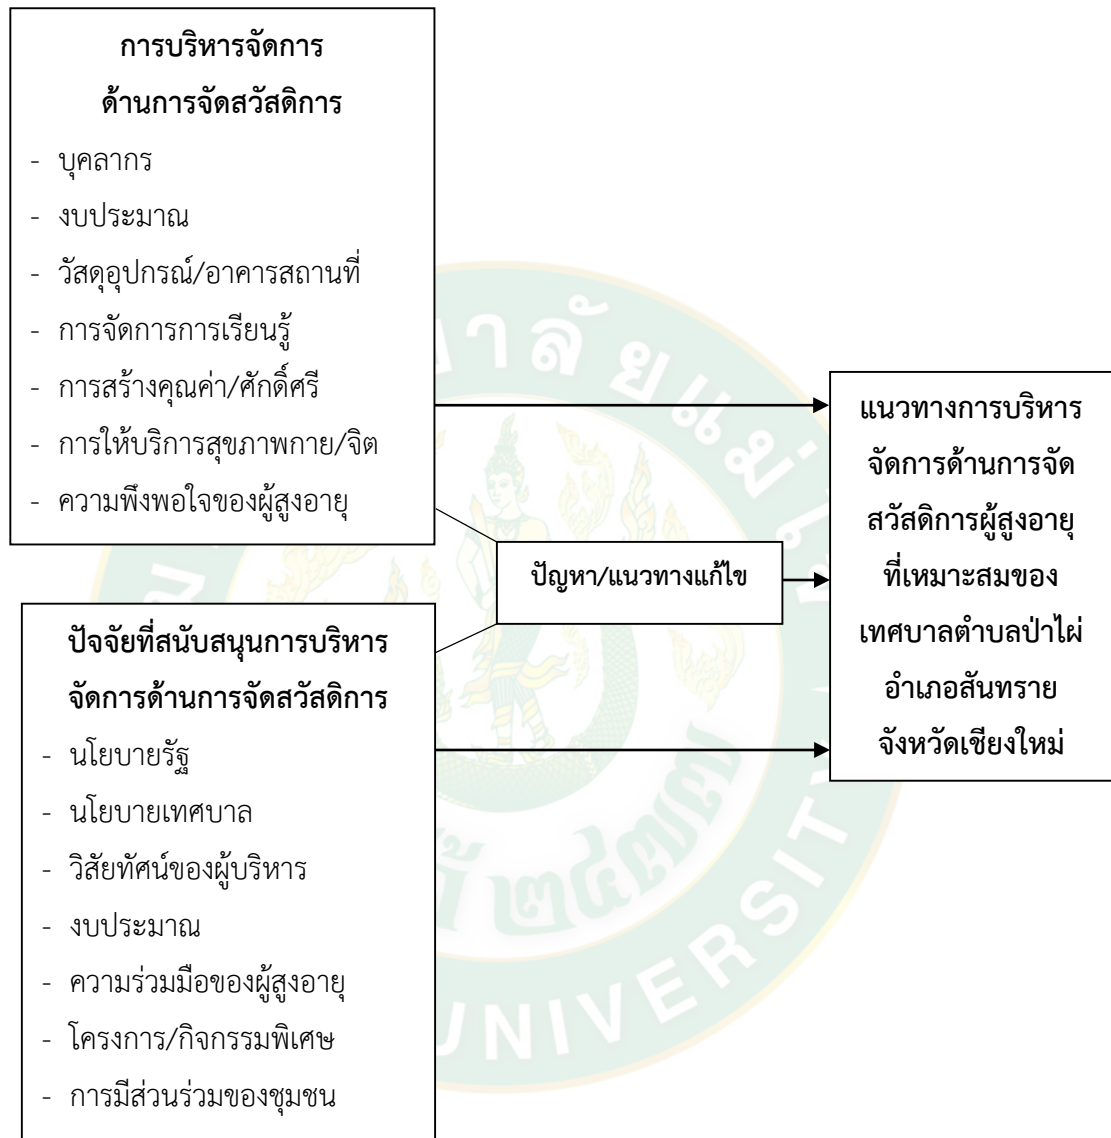 การบริหารจัดการ
ด้านการจัดสวัสดิการ
- บุคลากร
- งบประมาณ
- วัสดุอุปกรณ์/อาคารสถานที่
- การจัดการการเรียนรู้
- การสร้างคุณค่า/ศักดิ์ศรี
- การให้บริการสุขภาพกาย/จิต
- ความพึงพอใจของผู้สูงอายุ
ปัญหา/แนวทางแก้ไข
ปัจจัยที่สนับสนุนการบริหาร
จัดการด้านการจัดสวัสดิการ
- นโยบายรัฐ
- นโยบายเทศบาล
- วิสัยทัศน์ของผู้บริหาร
- งบประมาณ
- ความร่วมมือของผู้สูงอายุ
- โครงการ/กิจกรรมพิเศษ
- การมีส่วนร่วมของชุมชน
แนวทางการบริหาร
จัดการด้านการจัด
สวัสดิการผู้สูงอายุ
ที่เหมาะสมของ
เทศบาลตำบลป่าไผ่
อำเภอสันทราย
จังหวัดเชียงใหม่
าลัยแม่
๒๔๗๗
UNIVERSITY